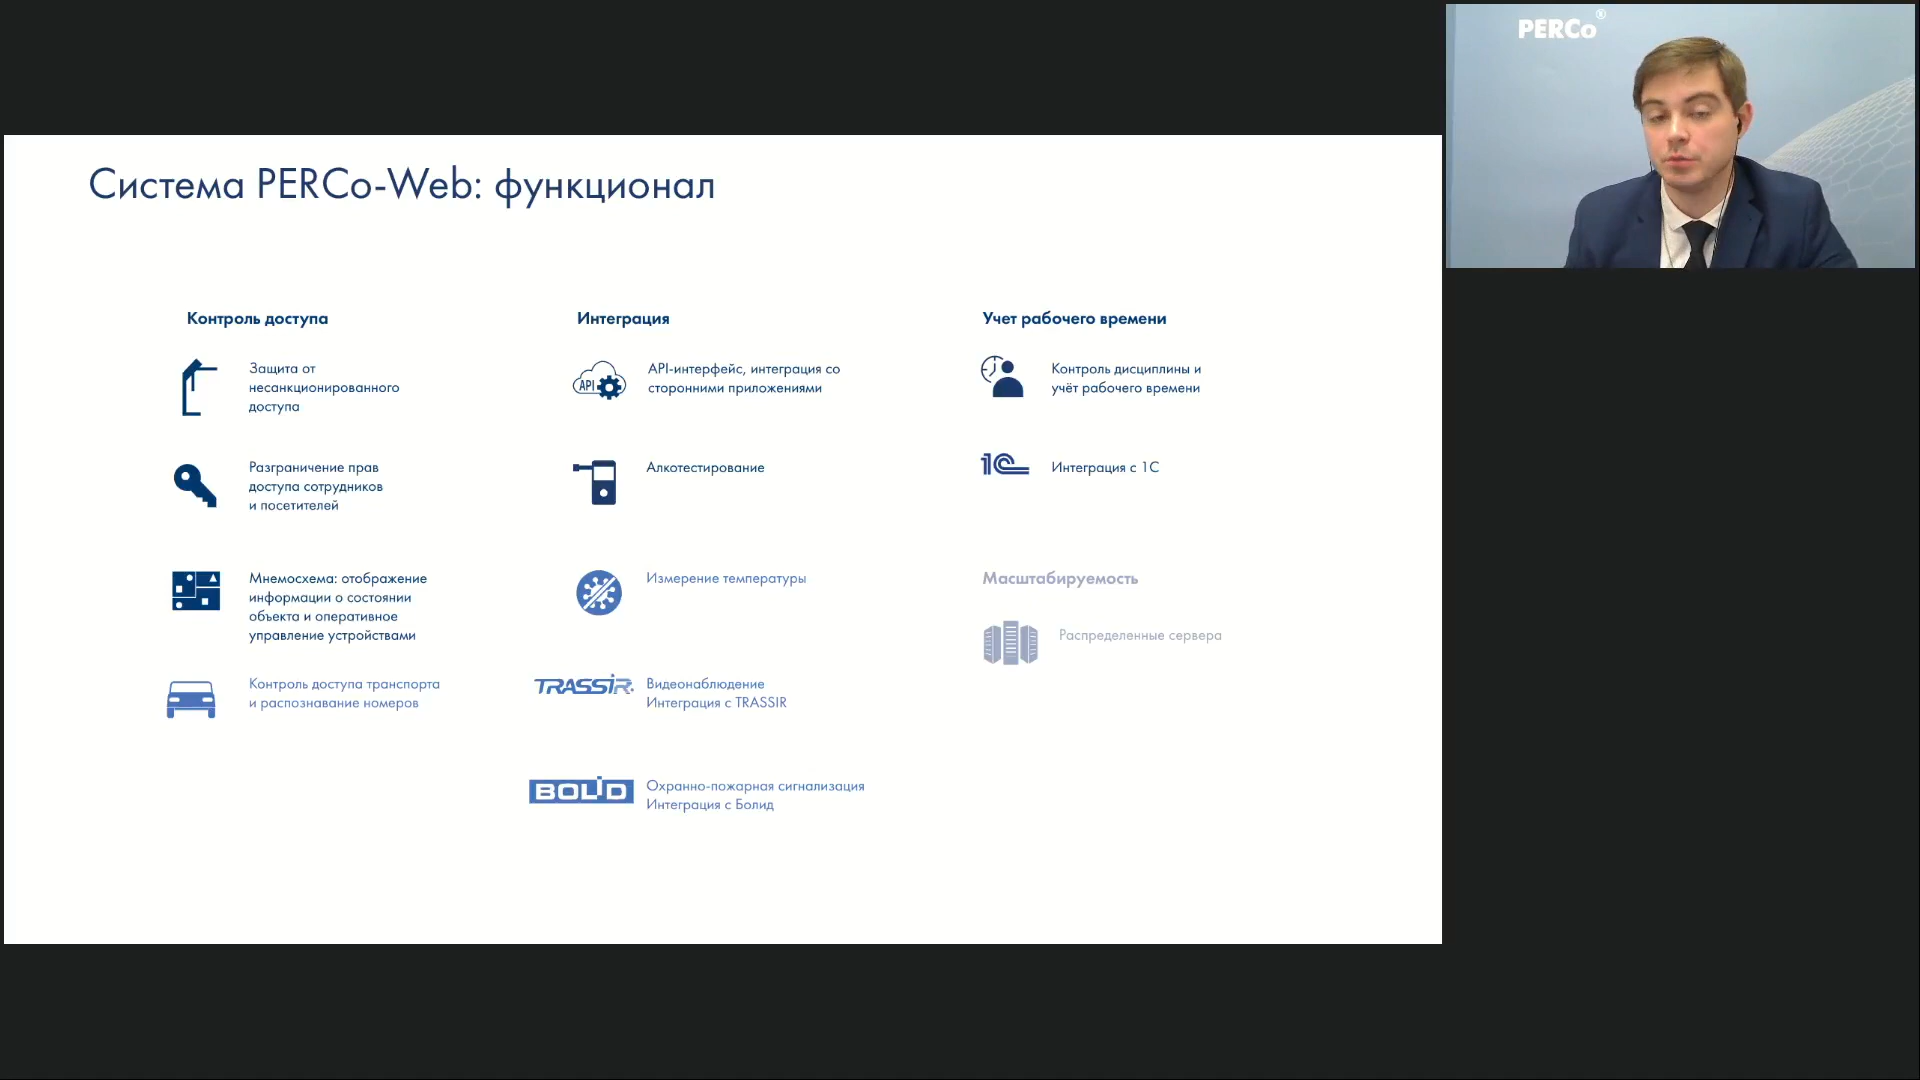 PERCo®
Система PERCo-Web: функционал
Контроль доступа
Защита от
несанкционированного
доступа
Разграничение прав
доступа сотрудников
и посетителей
Мнемосхема: отображение
информации о состоянии
объекта и оперативное
управление устройствами
Контроль доступа транспорта
и распознавание номеров
Интеграция
API
API-интерфейс, интеграция со
сторонними приложениями
Алкотестирование
Измерение температуры
TRASSIR
Видеонаблюдение
Интеграция с TRASSIR
BOLID
Охранно-пожарная сигнализация
Интеграция с Болид
Учет рабочего времени
Контроль дисциплины и
учёт рабочего времени
1С
Интеграция с 1С
Масштабируемость
Распределенные сервера